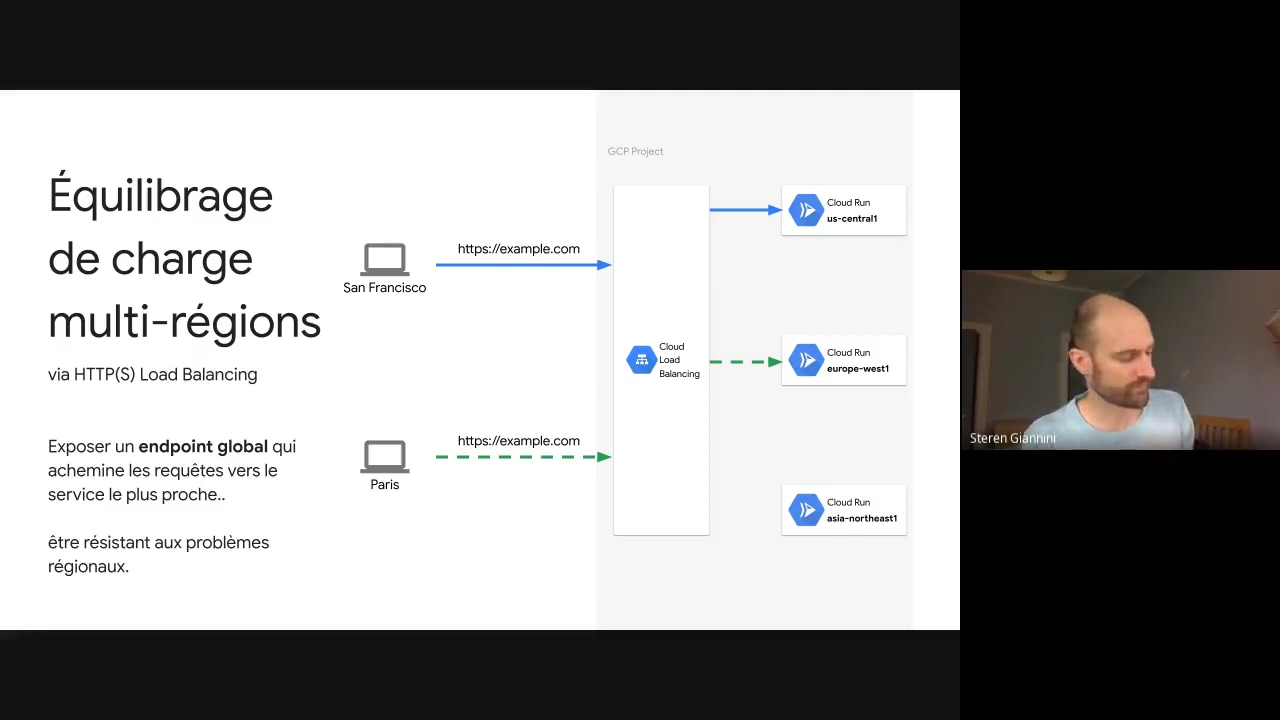 Équilibrage
de charge
multi-régions
via HTTP(S) Load Balancing
Exposer un endpoint global qui
achemine les requêtes vers le
service le plus proche..
être résistant aux problèmes
régionaux.
San Francisco
https://example.com
Paris
https://example.com
GCP Project
Cloud
Load
Balancing
Cloud Run
us-central1
Cloud Run
europe-west1
Cloud Run
asia-northeast1
Steren Giannini